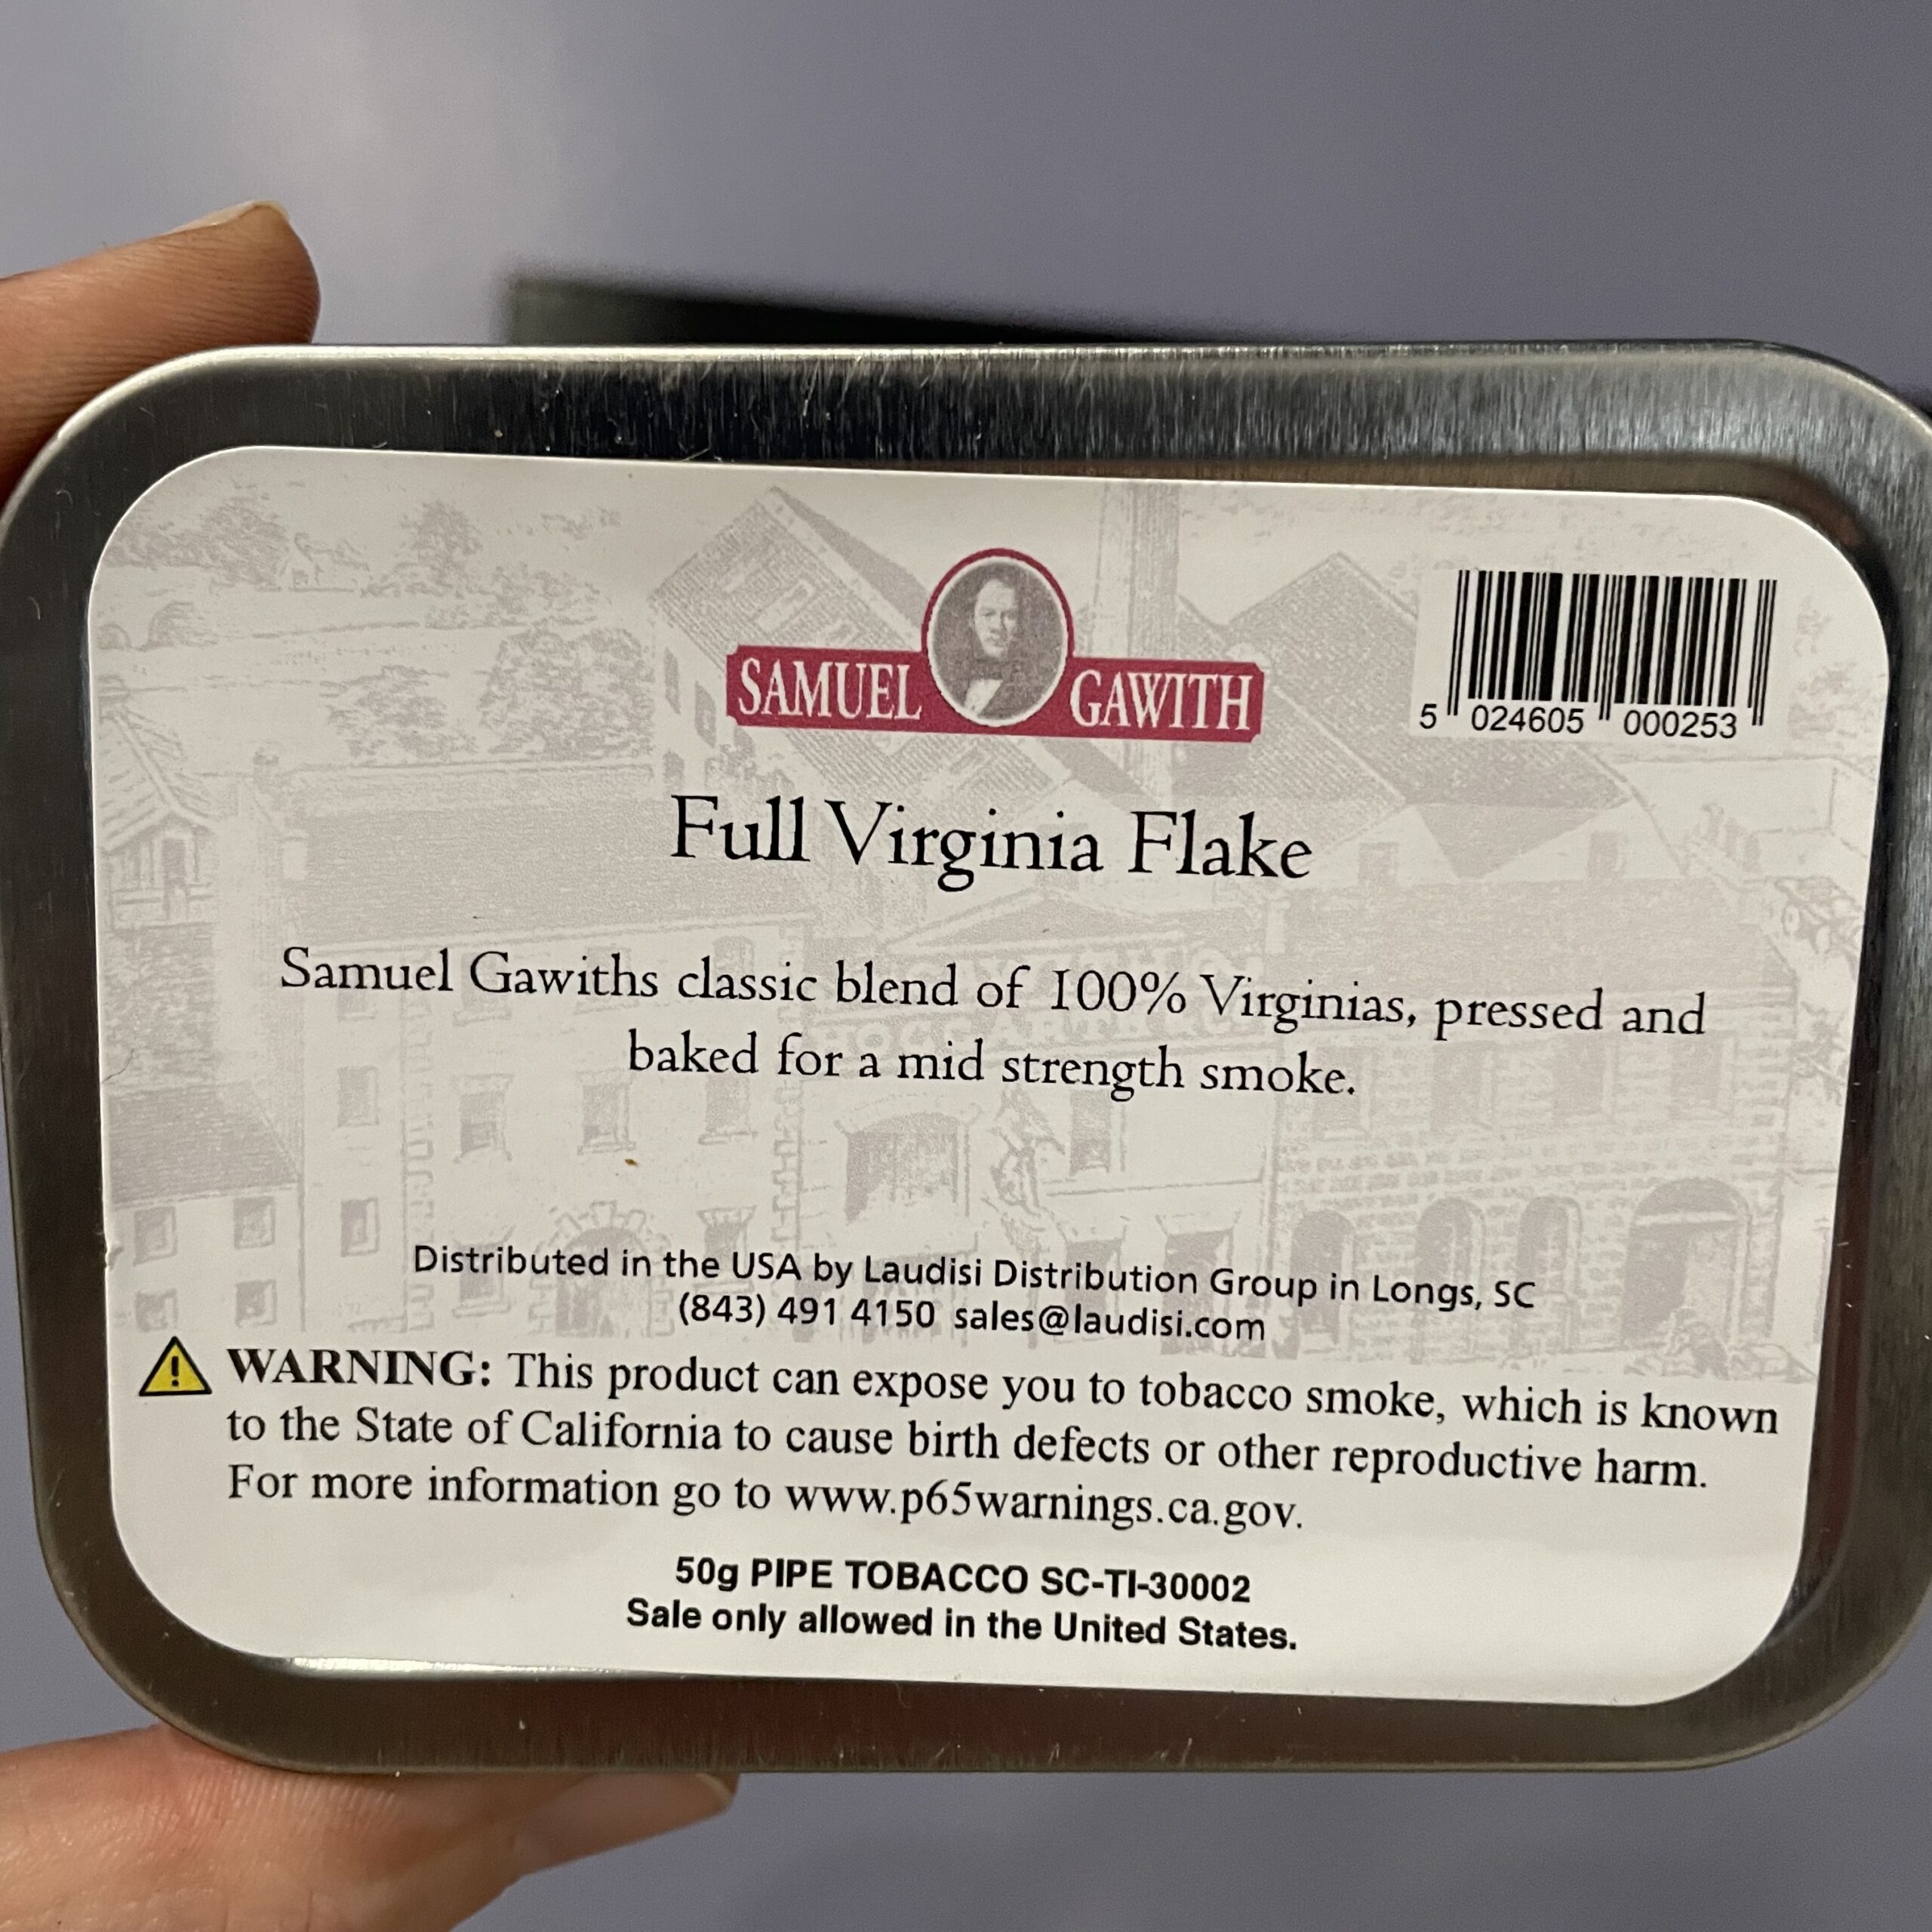 SAMUEL GAWITH
5 024605 000253
Full Virginia Flake
Samuel Gawiths classic blend of 100% Virginias, pressed and
baked for a mid strength smoke.
Distributed in the USA by Laudisi Distribution Group in Longs, SC
(843) 491 4150 sales@laudisi.com
WARNING: This product can expose you to tobacco smoke, which is known
to the State of California to cause birth defects or other reproductive harm.
For more information go to www.p65warnings.ca.gov.
50g PIPE TOBACCO SC-TI-30002
Sale only allowed in the United States.